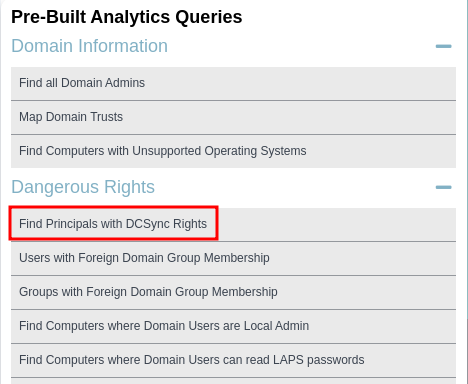 Pre-Built Analytics Queries
Domain Information
Find all Domain Admins
Map Domain Trusts
Find Computers with Unsupported Operating Systems
Dangerous Rights
Find Principals with DCSync Rights
Users with Foreign Domain Group Membership
Groups with Foreign Domain Group Membership
Find Computers where Domain Users are Local Admin
Find Computers where Domain Users can read LAPS passwords